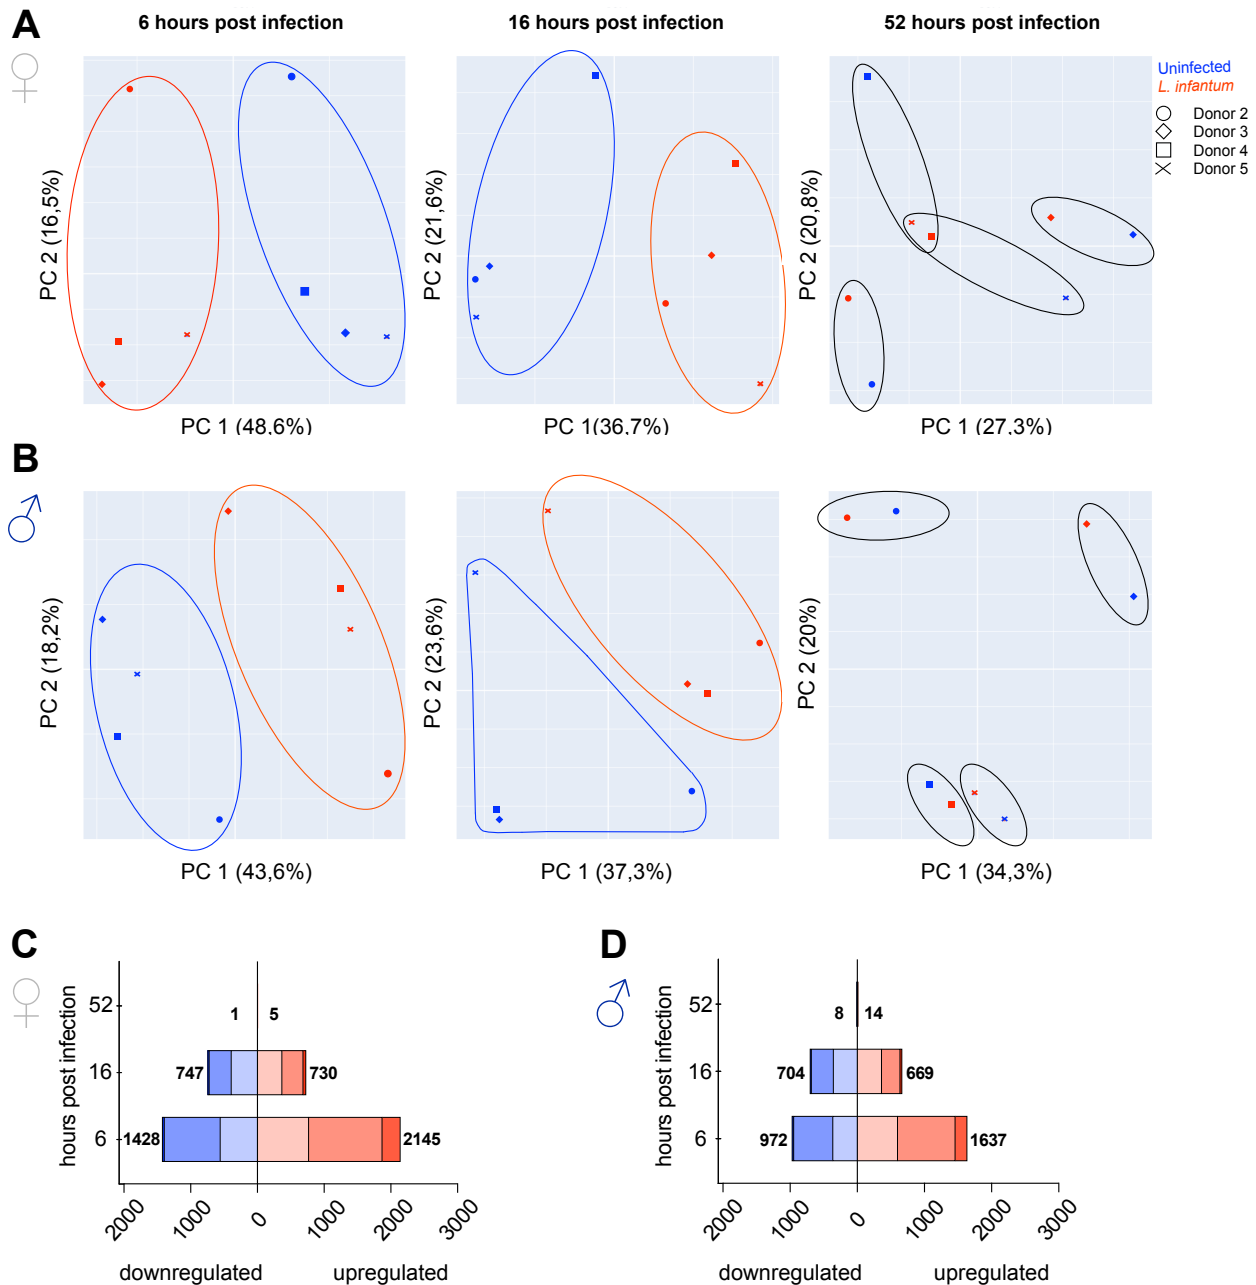 A
6 hours post infection
16 hours post infection
52 hours post infection
Uninfected
L. infantum
Donor 2
Donor 3
Donor 4
Donor 5
PC 2 (16,5%)
PC 2 (21,6%)
PC 2 (20,8%)
PC 1 (48,6%)
PC 1(36,7%)
PC 1 (27,3%)
B
PC 2 (18,2%)
PC 2 (23,6%)
PC 2 (20%)
PC 1 (43,6%)
PC 1 (37,3%)
PC 1 (34,3%)
C
hours post infection
52
1
5
16
747
730
6
1428
2145
2000
1000
0
1000
2000
3000
downregulated
upregulated
D
hours post infection
52
8
14
16
704
669
6
972
1637
2000
1000
0
1000
2000
3000
downregulated
upregulated